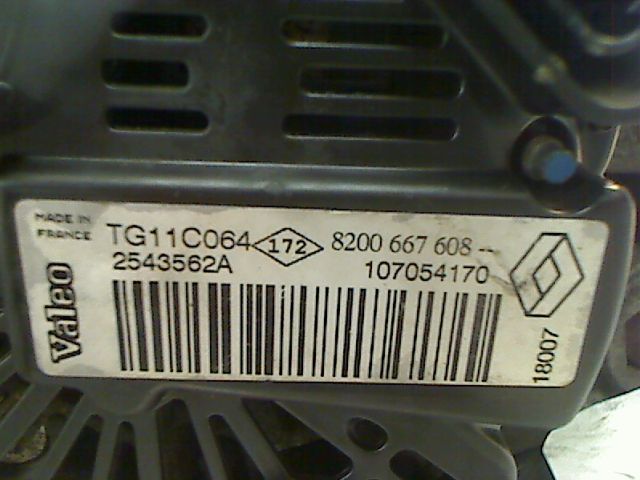 MADE IN
FRANCE
TG11C064 172 8200 667 608 --
2543562A 107054170
Valeo
18007